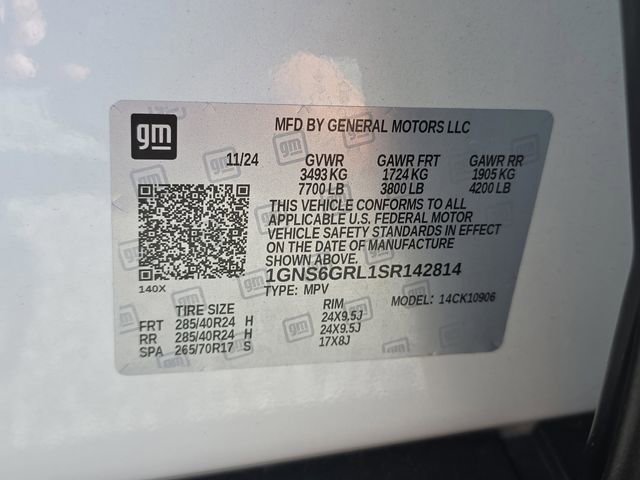 gm
MFD BY GENERAL MOTORS LLC
11/24 GVWR GAWR FRT GAWR RR
3493 KG 1724 KG 1905 KG
7700 LB 3800 LB 4200 LB
THIS VEHICLE CONFORMS TO ALL
APPLICABLE U.S. FEDERAL MOTOR
VEHICLE SAFETY STANDARDS IN EFFECT
ON THE DATE OF MANUFACTURE
SHOWN ABOVE.
1GNS6GRL1SR142814
140X
TYPE: MPV MODEL: 14CK10906
TIRE SIZE RIM
FRT 285/40R24 H 24X9.5J
RR 285/40R24 H 24X9.5J
SPA 265/70R17 S 17X8J